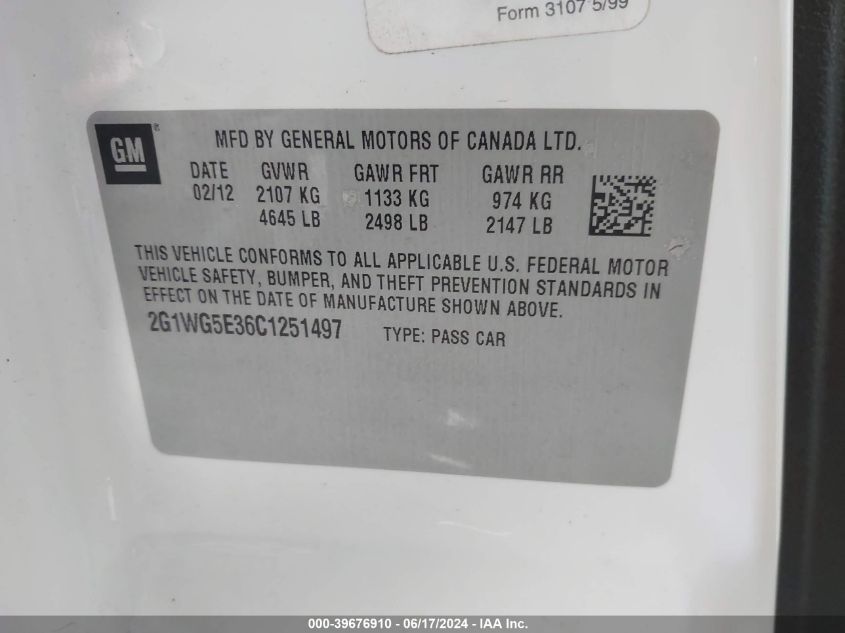 Form 3107 5/99
GM
MFD BY GENERAL MOTORS OF CANADA LTD.
DATE GVWR GAWR FRT GAWR RR
02/12 2107 KG 1133 KG 974 KG
4645 LB 2498 LB 2147 LB
THIS VEHICLE CONFORMS TO ALL APPLICABLE U.S. FEDERAL MOTOR
VEHICLE SAFETY, BUMPER, AND THEFT PREVENTION STANDARDS IN
EFFECT ON THE DATE OF MANUFACTURE SHOWN ABOVE.
2G1WG5E36C1251497 TYPE: PASS CAR
000-39676910 - 06/17/2024 - IAA Inc.